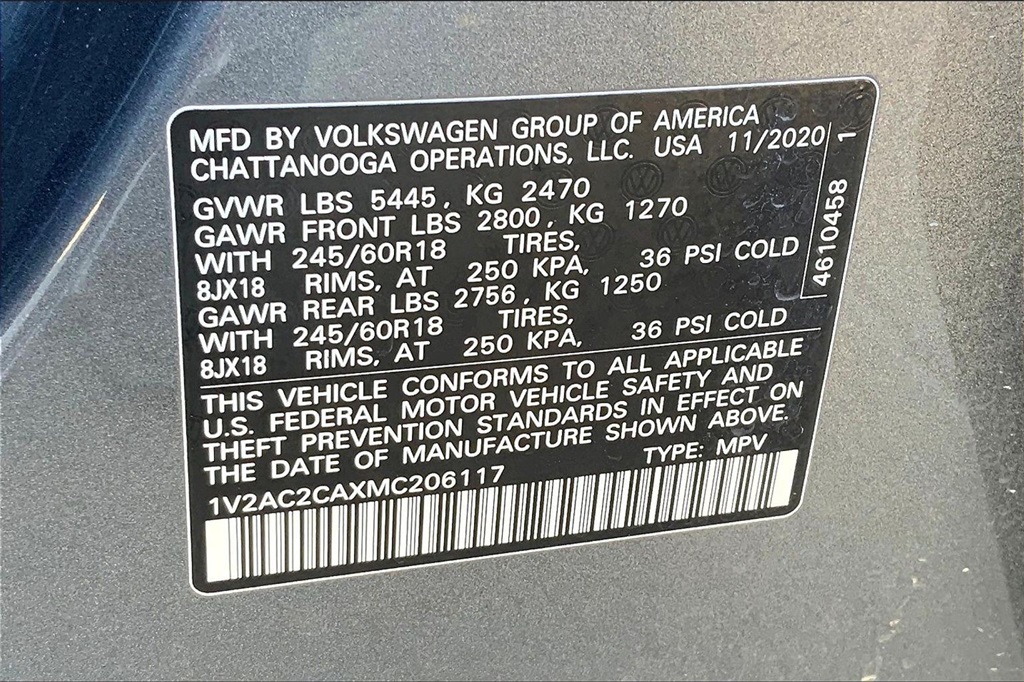 MFD BY VOLKSWAGEN GROUP OF AMERICA
CHATTANOOGA OPERATIONS, LLC. USA 11/2020
GVWR LBS 5445, KG 2470
GAWR FRONT LBS 2800, KG 1270
WITH 245/60R18 TIRES,
8JX18 RIMS, AT 250 KPA, 36 PSI COLD
GAWR REAR LBS 2756, KG 1250
WITH 245/60R18 TIRES,
8JX18 RIMS, AT 250 KPA, 36 PSI COLD
4610458 1
THIS VEHICLE CONFORMS TO ALL APPLICABLE
U.S. FEDERAL MOTOR VEHICLE SAFETY AND
THEFT PREVENTION STANDARDS IN EFFECT ON
THE DATE OF MANUFACTURE SHOWN ABOVE.
1V2AC2CAXMC206117 TYPE: MPV